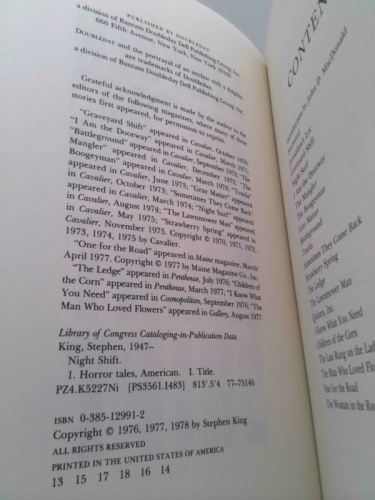 PUBLISHED BY DOUBLEDAY
a division of Bantam Doubleday Dell Publishing Group, Inc.
666 Fifth Avenue, New York, New York 10103
DOUBLEDAY and the portrayal of an anchor with a dolphin
are trademarks of Doubleday,
a division of Bantam Doubleday Dell Publishing Group, Inc.
Grateful acknowledgment is made by the author to the
editors of the following magazines, where many of these
stories first appeared, for permission to reprint:
"Graveyard Shift" appeared in Cavalier, October 1970;
"I Am the Doorway" appeared in Cavalier, March 1971;
"Battleground" appeared in Cavalier, September 1972; "The
Mangler" appeared in Cavalier, December 1972; "The
Boogeyman" appeared in Cavalier, March 1973; "Trucks"
appeared in Cavalier, June 1973; "Gray Matter" appeared
in Cavalier, October 1973; "Sometimes They Come Back"
appeared in Cavalier, March 1974; "Night Surf" appeared
in Cavalier, August 1974; "The Lawnmower Man" appeared
in Cavalier, May 1975; "Strawberry Spring" appeared in
Cavalier, November 1975. Copyright © 1970, 1971, 1972,
1973, 1974, 1975 by Cavalier.
"One for the Road" appeared in Maine magazine, March/
April 1977. Copyright © 1977 by Maine Magazine Co., Inc.
"The Ledge" appeared in Penthouse, July 1976; "Children of
the Corn" appeared in Penthouse, March 1977; "I Know What
You Need" appeared in Cosmopolitan, September 1976; "The
Man Who Loved Flowers" appeared in Gallery, August 1977.
Library of Congress Cataloging-in-Publication Data
King, Stephen, 1947–
Night Shift.
1. Horror tales, American. I. Title.
PZ4.K5227Ni [PS3561.I483] 813'.5'4 77-75146
ISBN 0-385-12991-2
Copyright © 1976, 1977, 1978 by Stephen King
ALL RIGHTS RESERVED
PRINTED IN THE UNITED STATES OF AMERICA
13 15 17 18 16 14
CONTEN
Introduction by John D. MacDonald
Jerusalem's Lot
Graveyard Shift
Night Surf
I Am the Doorway
The Mangler
The Boogeyman
Gray Matter
Battleground
Trucks
Sometimes They Come Back
Strawberry Spring
The Ledge
The Lawnmower Man
Quitters, Inc.
I Know What You Need
Children of the Corn
The Last Rung on the Lad
The Man Who Loved Flow
One for the Road
The Woman in the Roo